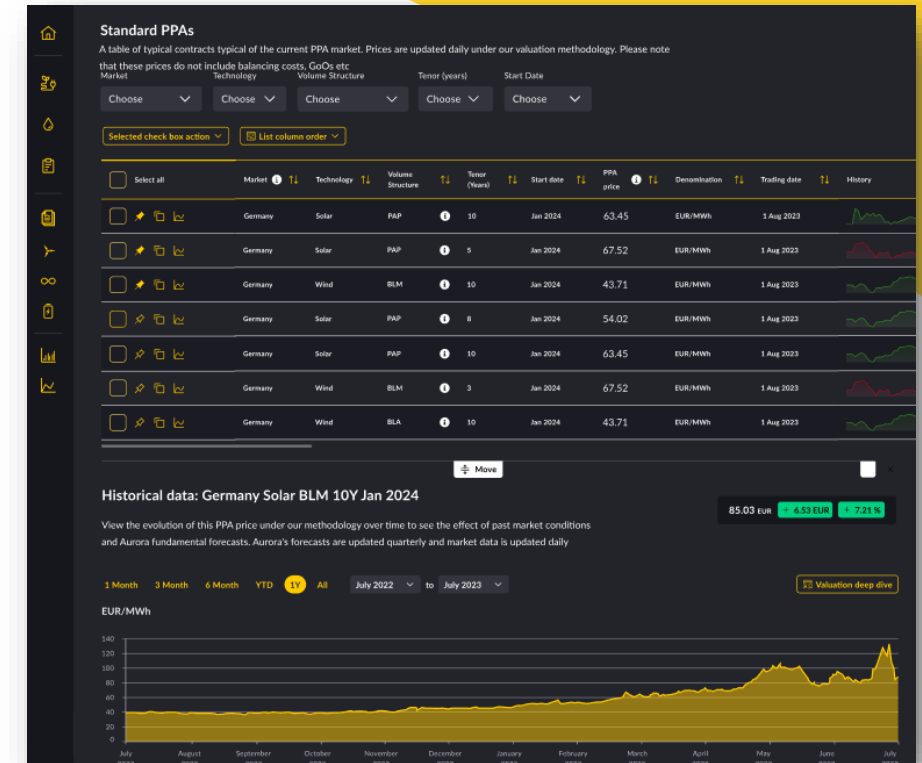 Standard PPAs
A table of typical contracts typical of the current PPA market. Prices are updated daily under our valuation methodology. Please note
that these prices do not include balancing costs, GoOs etc
Market Technology Volume Structure Tenor (years) Start Date
Choose Choose Choose Choose Choose
Selected check box action List column order
Select all Market Technology Volume Structure Tenor (Years) Start date PPA price Denomination Trading date History
Germany Solar PAP 10 Jan 2024 63.45 EUR/MWh 1 Aug 2023
Germany Solar PAP 5 Jan 2024 67.52 EUR/MWh 1 Aug 2023
Germany Wind BLM 10 Jan 2024 43.71 EUR/MWh 1 Aug 2023
Germany Solar PAP 8 Jan 2024 54.02 EUR/MWh 1 Aug 2023
Germany Solar PAP 10 Jan 2024 63.45 EUR/MWh 1 Aug 2023
Germany Wind BLM 3 Jan 2024 67.52 EUR/MWh 1 Aug 2023
Germany Wind BLA 10 Jan 2024 43.71 EUR/MWh 1 Aug 2023
Move
Historical data: Germany Solar BLM 10Y Jan 2024
85.03 EUR + 6.53 EUR + 7.21 %
View the evolution of this PPA price under our methodology over time to see the effect of past market conditions
and Aurora fundamental forecasts. Aurora's forecasts are updated quarterly and market data is updated daily
1 Month 3 Month 6 Month YTD 1Y All July 2022 to July 2023 Valuation deep dive
EUR/MWh
140
120
100
80
60
40
20
0
July August September October November December January February March April May June July